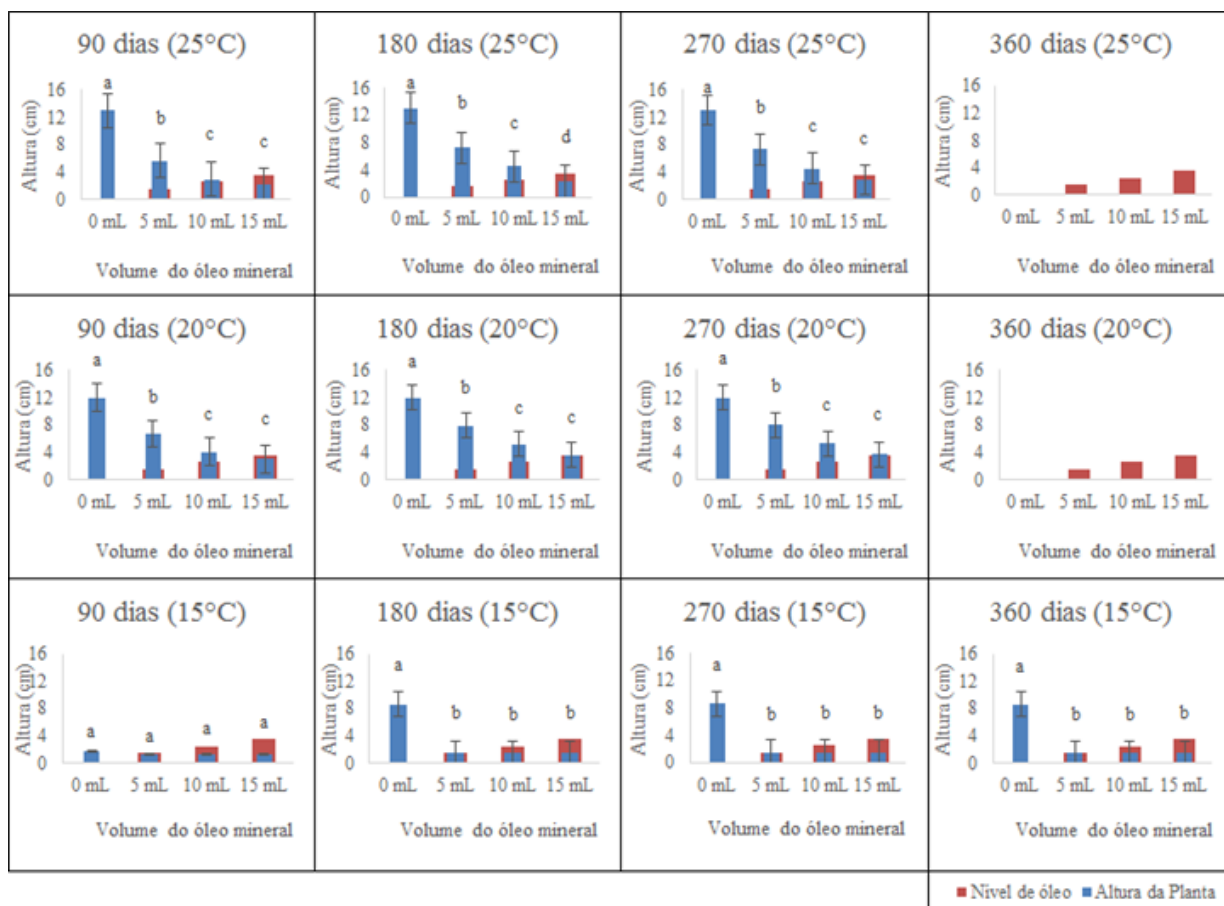 90 dias (25°C)
Altura (cm)
16
12
8
4
0
a
b
c
c
0 mL 5 mL 10 mL 15 mL
Volume do óleo mineral
180 dias (25°C)
Altura (cm)
16
12
8
4
0
a
b
c
d
0 mL 5 mL 10 mL 15 mL
Volume do óleo mineral
270 dias (25°C)
Altura (cm)
16
12
8
4
0
a
b
c
c
0 mL 5 mL 10 mL 15 mL
Volume do óleo mineral
360 dias (25°C)
Altura (cm)
16
12
8
4
0
0 mL 5 mL 10 mL 15 mL
Volume do óleo mineral
90 dias (20°C)
Altura (cm)
16
12
8
4
0
a
b
c
c
0 mL 5 mL 10 mL 15 mL
Volume do óleo mineral
180 dias (20°C)
Altura (cm)
16
12
8
4
0
a
b
c
c
0 mL 5 mL 10 mL 15 mL
Volume do óleo mineral
270 dias (20°C)
Altura (cm)
16
12
8
4
0
a
b
c
c
0 mL 5 mL 10 mL 15 mL
Volume do óleo mineral
360 dias (20°C)
Altura (cm)
16
12
8
4
0
0 mL 5 mL 10 mL 15 mL
Volume do óleo mineral
90 dias (15°C)
Altura (cm)
16
12
8
4
0
a
a
a
a
0 mL 5 mL 10 mL 15 mL
Volume do óleo mineral
180 dias (15°C)
Altura (cm)
16
12
8
4
0
a
b
b
b
0 mL 5 mL 10 mL 15 mL
Volume do óleo mineral
270 dias (15°C)
Altura (cm)
16
12
8
4
0
a
b
b
b
0 mL 5 mL 10 mL 15 mL
Volume do óleo mineral
360 dias (15°C)
Altura (cm)
16
12
8
4
0
a
b
b
b
0 mL 5 mL 10 mL 15 mL
Volume do óleo mineral
Nível de óleo Altura da Planta